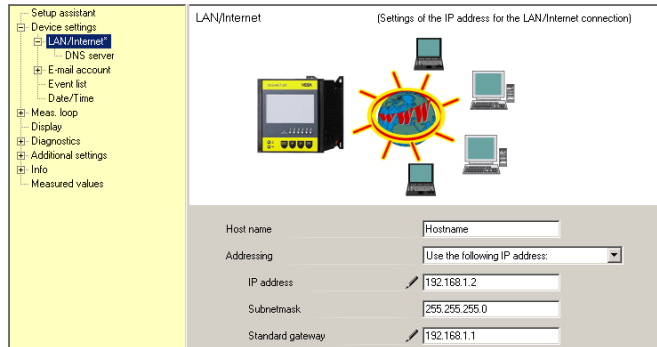 Setup assistant
Device settings
LAN/Internet*
DNS server
E-mail account
Event list
Date/Time
Meas. loop
Display
Diagnostics
Additional settings
Info
Measured values
LAN/Internet (Settings of the IP address for the LAN/Internet connection)
VEGA
WWW
Host name Hostname
Addressing Use the following IP address:
IP address 192.168.1.2
Subnetmask 255.255.255.0
Standard gateway 192.168.1.1